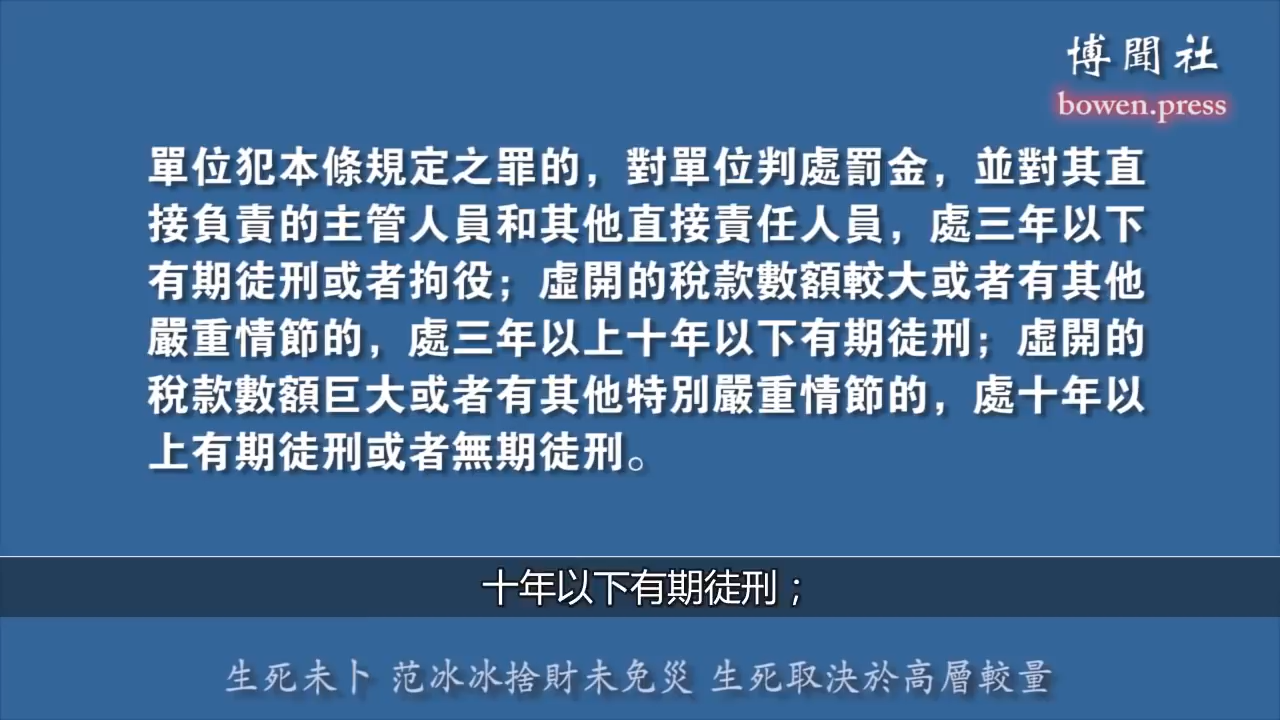 博聞社
bowen.press
單位犯本條規定之罪的，對單位判處罰金，並對其直
接負責的主管人員和其他直接責任人員，處三年以下
有期徒刑或者拘役；虛開的稅款數額較大或者有其他
嚴重情節的，處三年以上十年以下有期徒刑；虛開的
稅款數額巨大或者有其他特別嚴重情節的，處十年以
上有期徒刑或者無期徒刑。
十年以下有期徒刑；
生死未卜 范冰冰捨財未免災 生死取決於高層較量